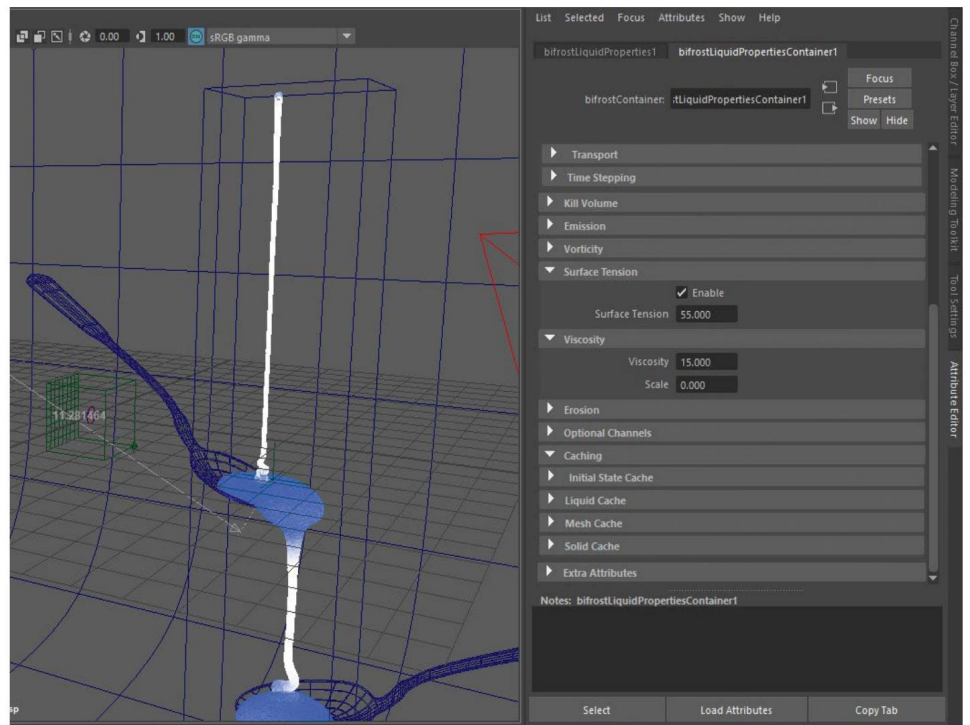 List Selected Focus Attributes Show Help
0.00 1.00 sRGB gamma
bifrostLiquidProperties1 bifrostLiquidPropertiesContainer1
bifrostContainer: :tLiquidPropertiesContainer1
Focus
Presets
Show Hide
Transport
Time Stepping
Kill Volume
Emission
Vorticity
Surface Tension
Enable
Surface Tension 55.000
Viscosity
Viscosity 15.000
Scale 0.000
Erosion
Optional Channels
Caching
Initial State Cache
Liquid Cache
Mesh Cache
Solid Cache
Extra Attributes
Notes: bifrostLiquidPropertiesContainer1
Select Load Attributes Copy Tab
Channel Box / Layer Editor
Modeling Toolkit
Tool Settings
Attribute Editor
11.281464
sp